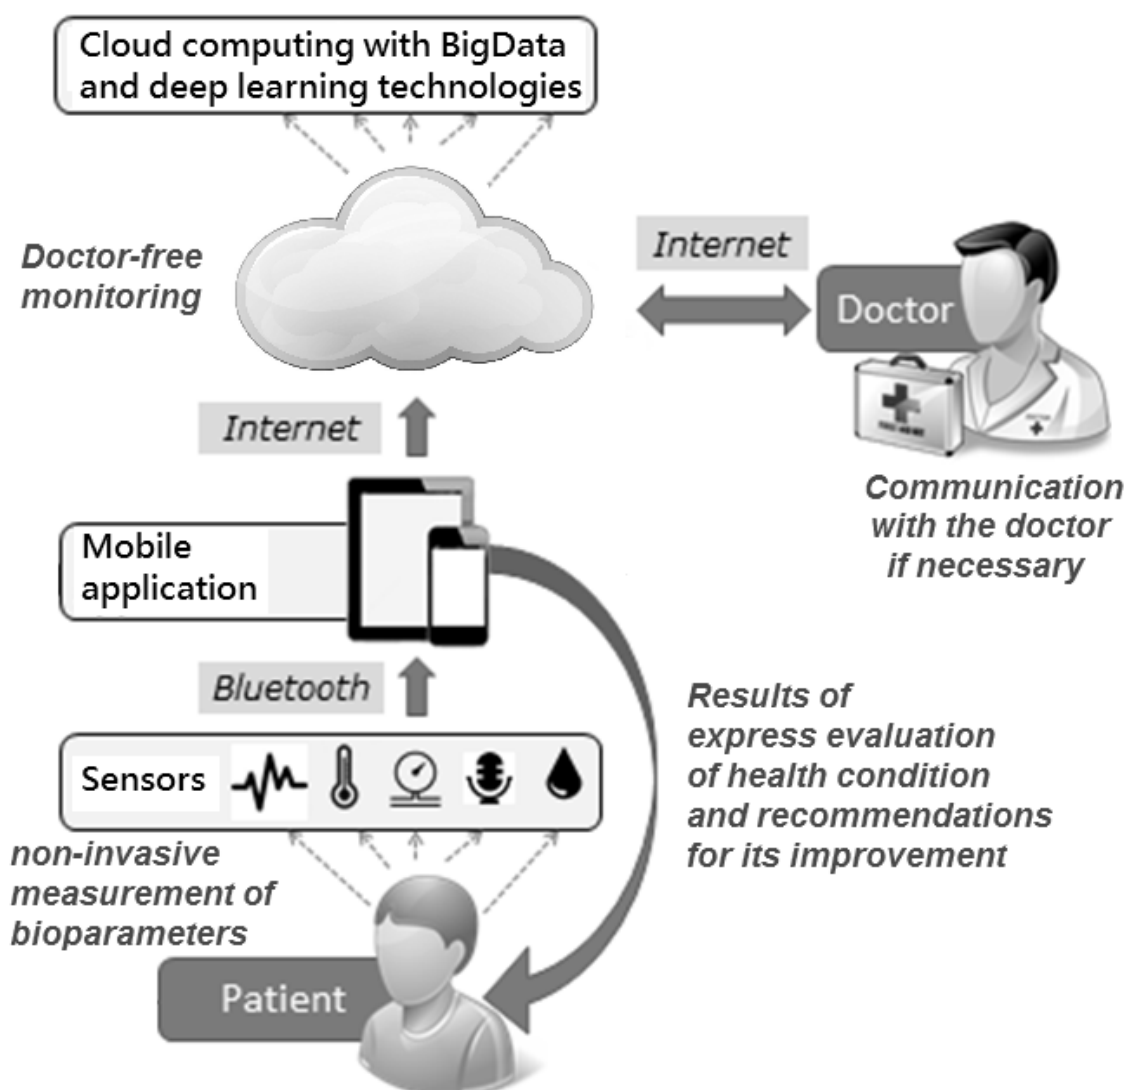 Cloud computing with BigData
and deep learning technologies
Doctor-free
monitoring
Internet
Doctor
Internet
Communication
with the doctor
if necessary
Mobile
application
Bluetooth
Results of
express evaluation
of health condition
and recommendations
for its improvement
Sensors
non-invasive
measurement of
bioparameters
Patient